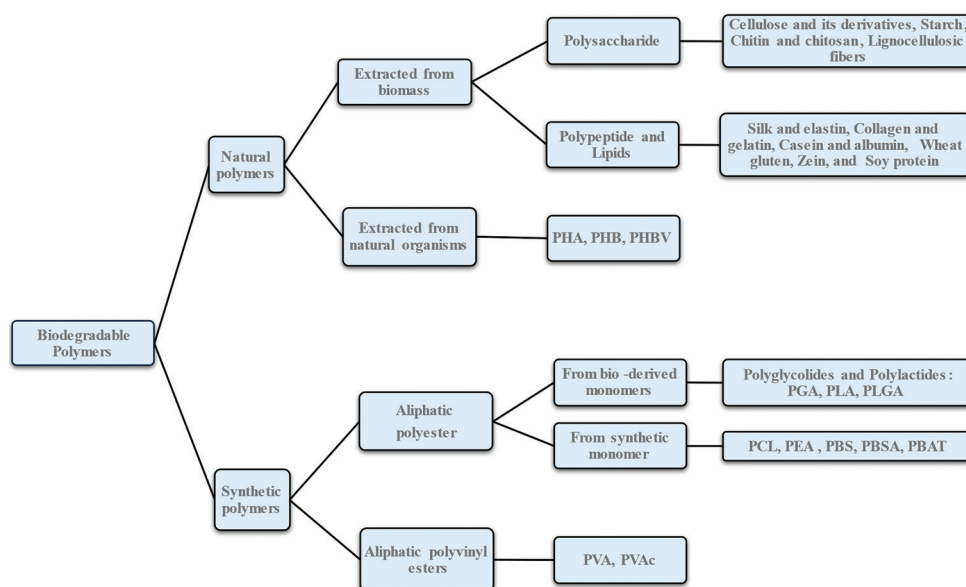 Biodegradable
Polymers
Natural
polymers
Extracted from
biomass
Polysaccharide
Cellulose and its derivatives, Starch,
Chitin and chitosan, Lignocellulosic
fibers
Polypeptide and
Lipids
Silk and elastin, Collagen and
gelatin, Casein and albumin, Wheat
gluten, Zein, and Soy protein
Extracted from
natural organisms
PHA, PHB, PHBV
Synthetic
polymers
Aliphatic
polyester
From bio -derived
monomers
Polyglycolides and Polylactides :
PGA, PLA, PLGA
From synthetic
monomer
PCL, PEA , PBS, PBSA, PBAT
Aliphatic polyvinyl
esters
PVA, PVAc